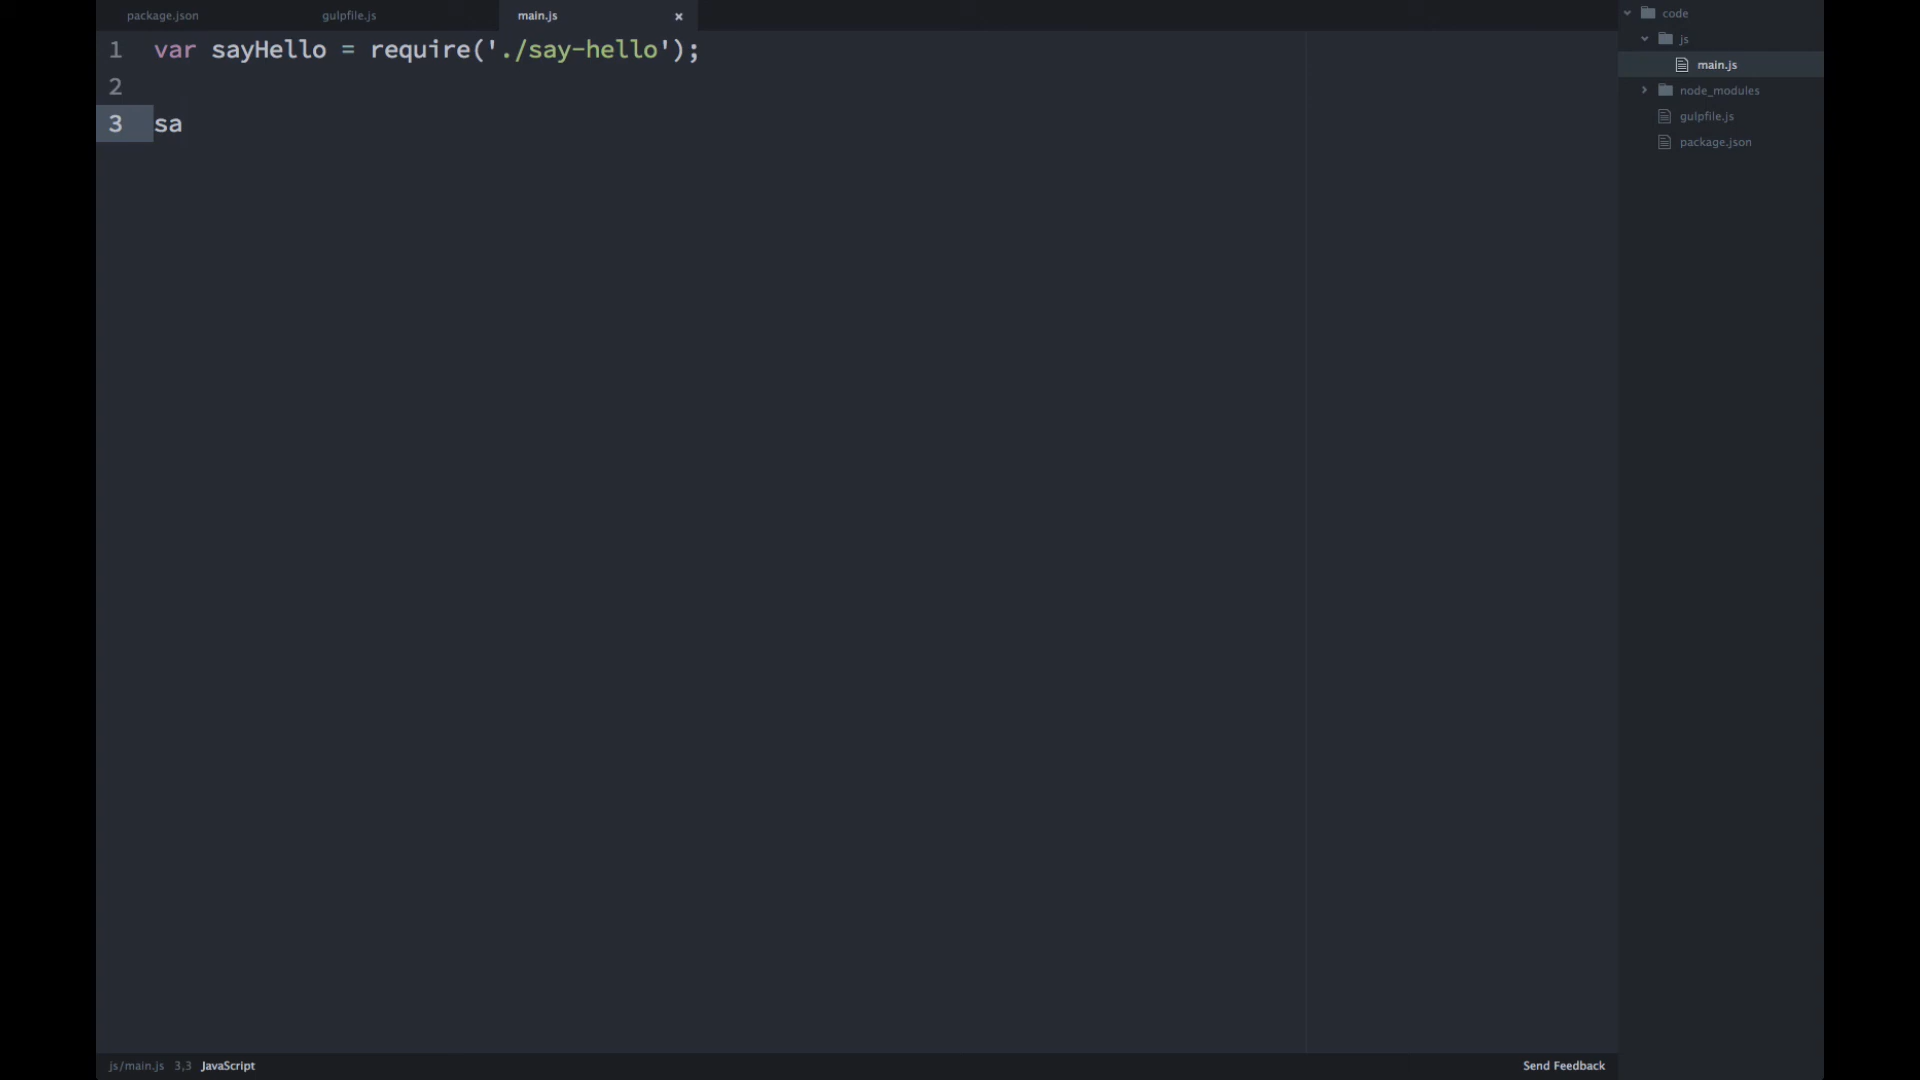 package.json gulpfile.js main.js ×
1 var sayHello = require('./say-hello');
2
3 sa
code
js
main.js
node_modules
gulpfile.js
package.json
js/main.js 3,3 JavaScript Send Feedback